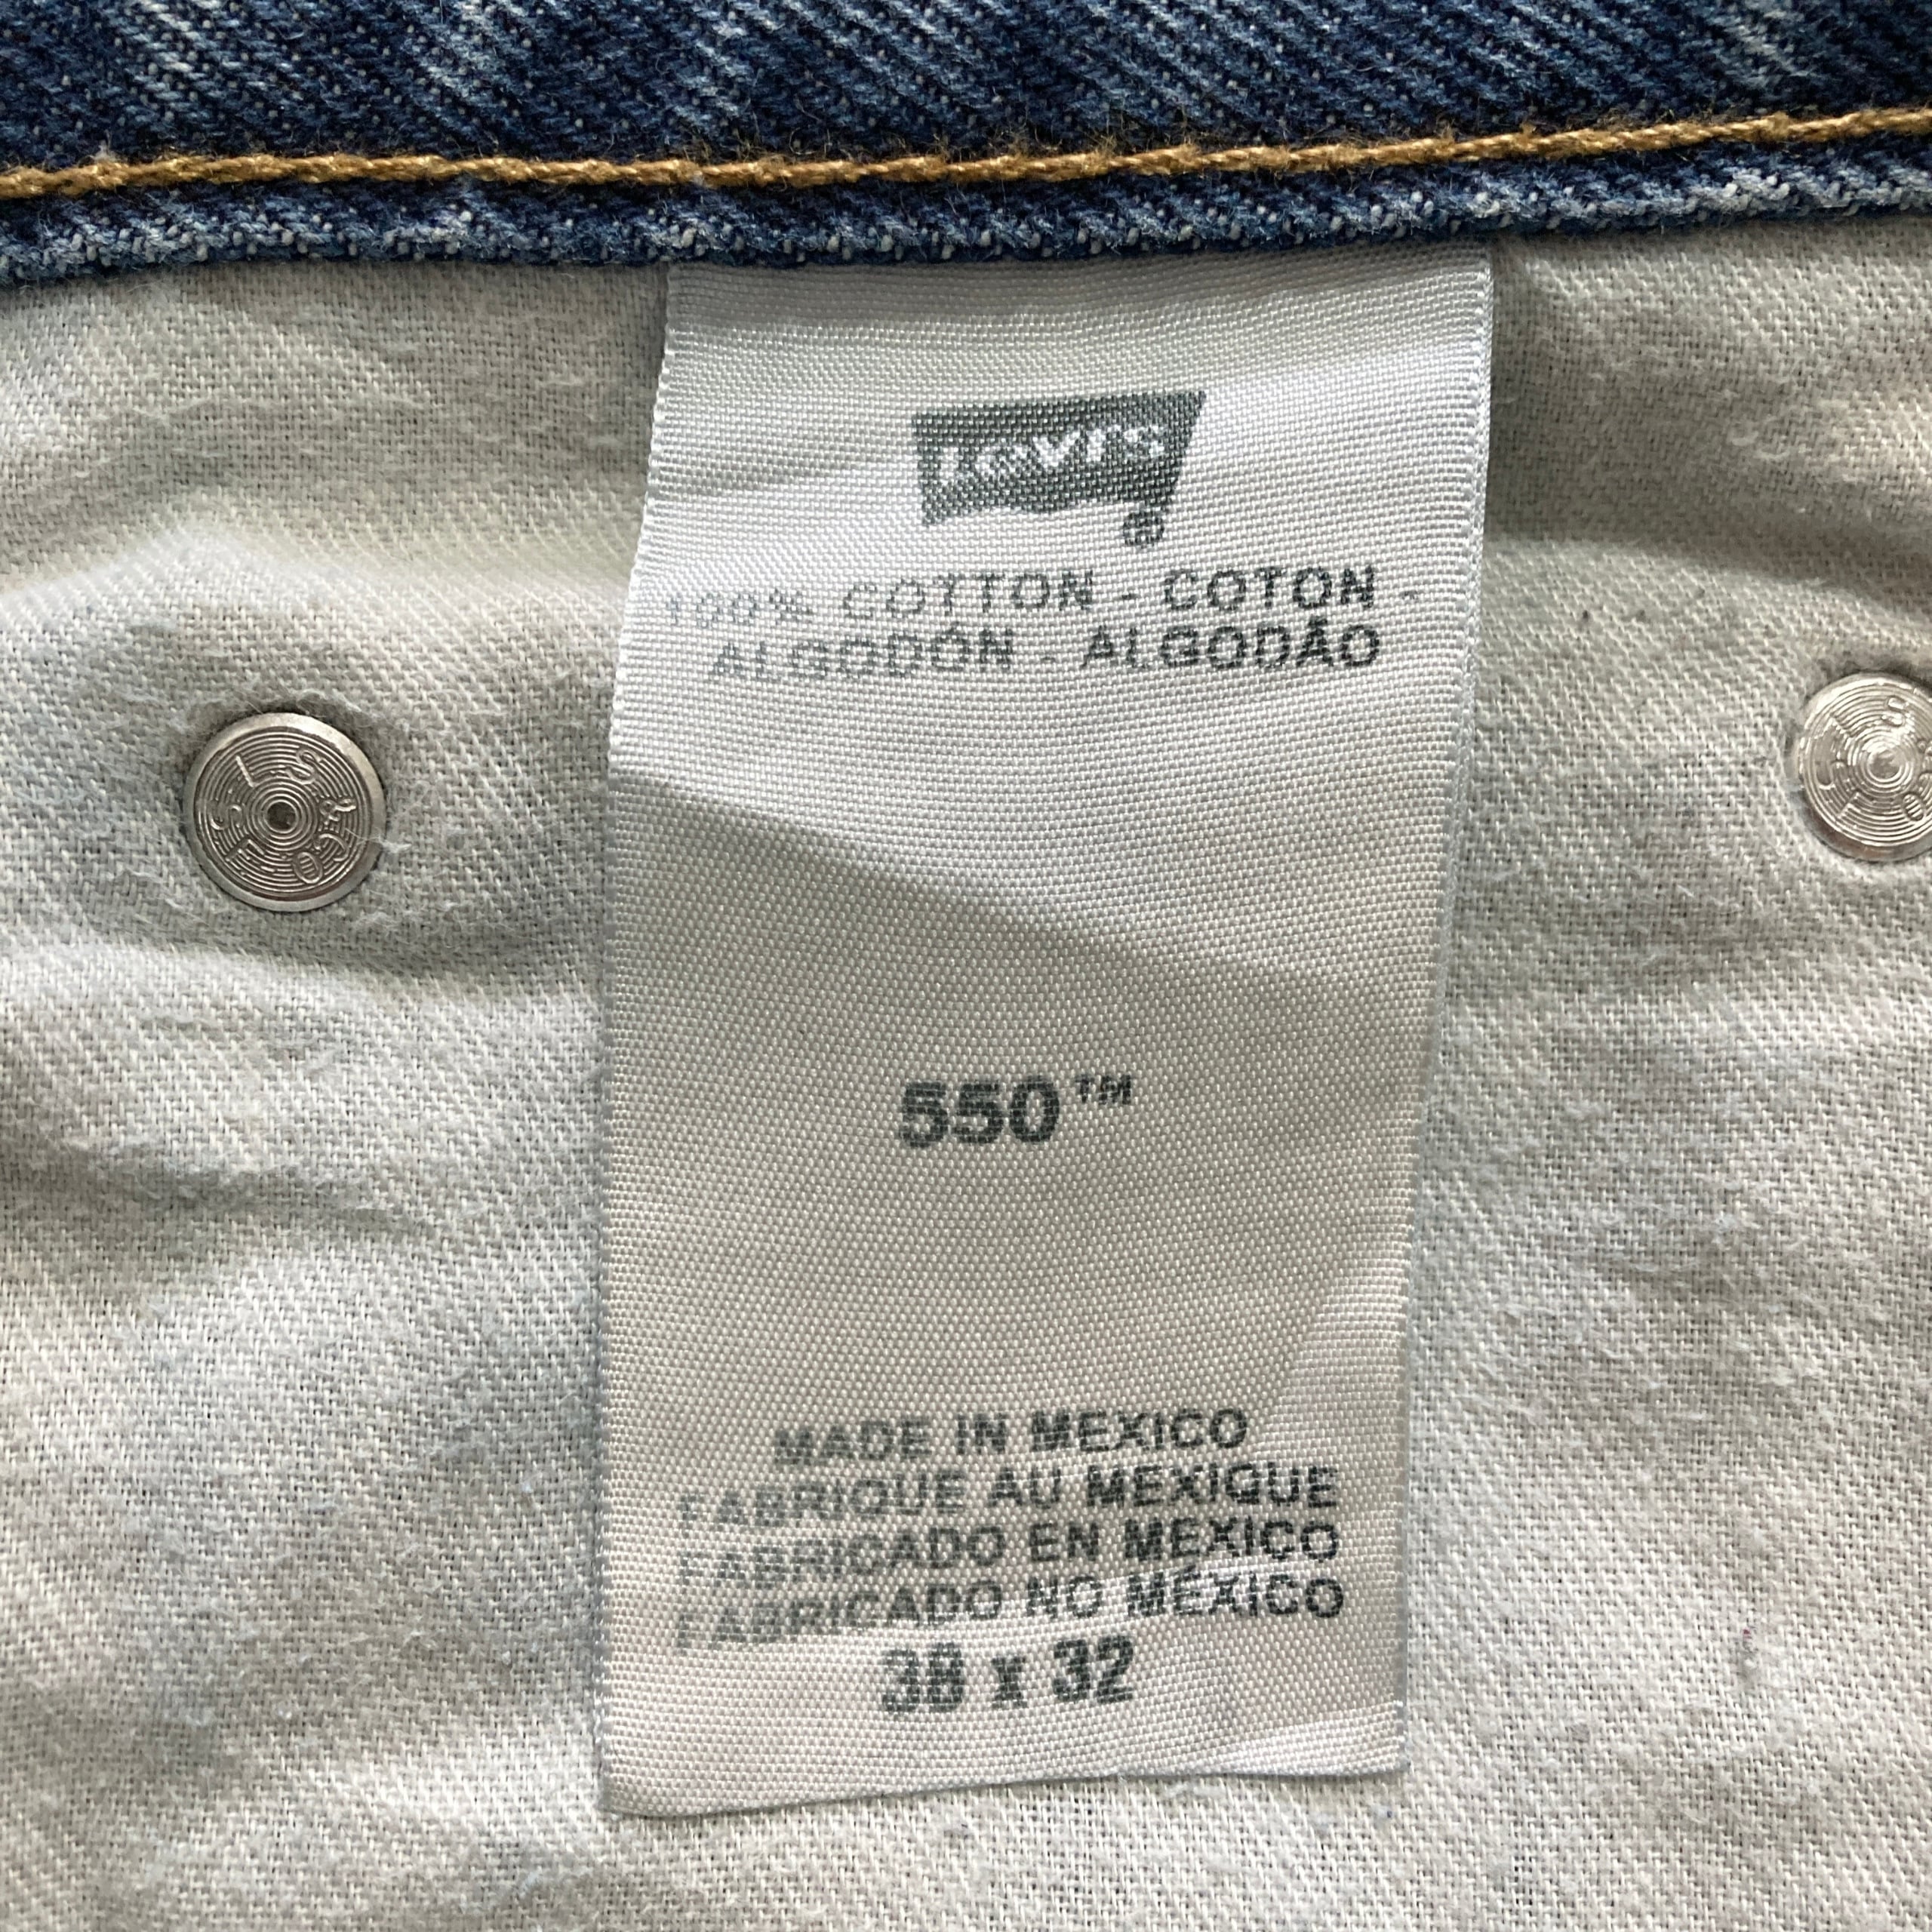 Levi's
®
100% COTTON - COTON -
ALGODÓN - ALGODÃO
550™
MADE IN MEXICO
FABRIQUE AU MEXIQUE
FABRICADO EN MEXICO
FABRICADO NO MÉXICO
38 x 32